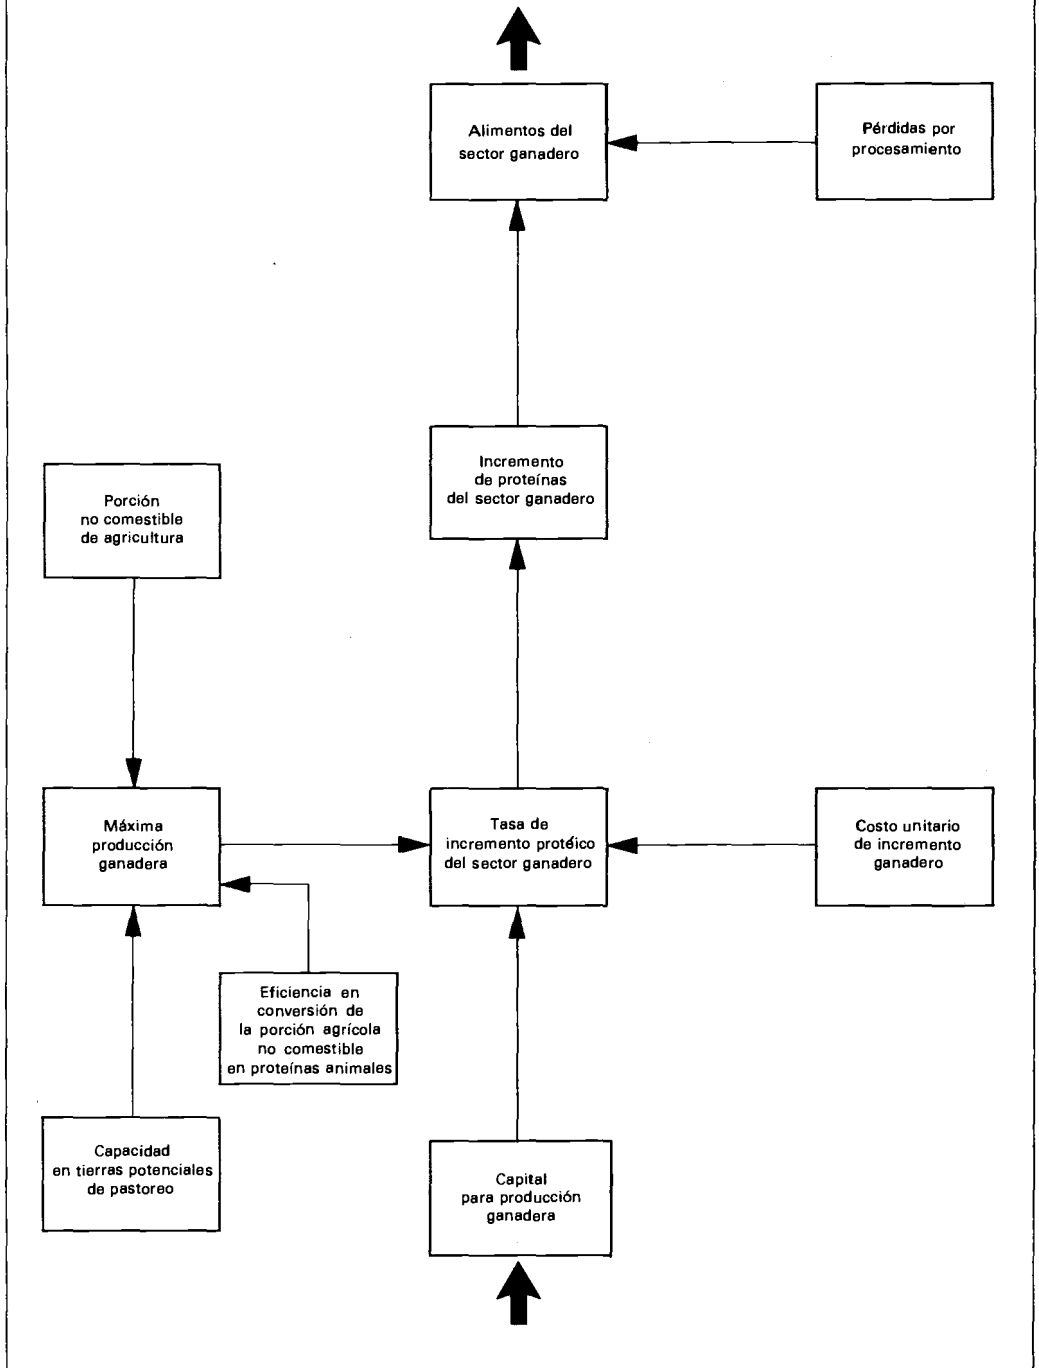 Alimentos del
sector ganadero
Pérdidas por
procesamiento
Incremento
de proteínas
del sector ganadero
Porción
no comestible
de agricultura
Máxima
producción
ganadera
Tasa de
incremento protéico
del sector ganadero
Costo unitario
de incremento
ganadero
Eficiencia en
conversión de
la porción agrícola
no comestible
en proteínas animales
Capacidad
en tierras potenciales
de pastoreo
Capital
para producción
ganadera